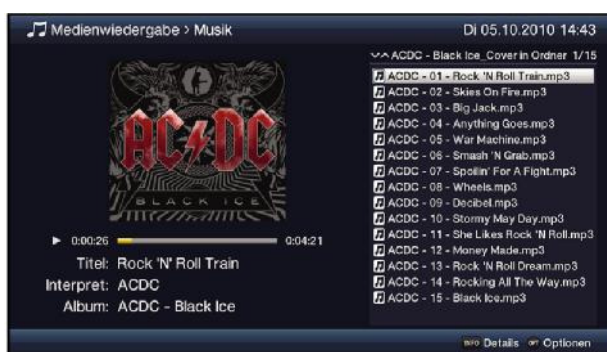 Medienwiedergabe > Musik
Di 05.10.2010 14:43
AC DC
BLACK ICE
0:00:26 0:04:21
Titel: Rock 'N' Roll Train
Interpret: ACDC
Album: ACDC - Black Ice
ACDC - Black Ice_Cover in Ordner 1/15
ACDC - 01 - Rock 'N Roll Train.mp3
ACDC - 02 - Skies On Fire.mp3
ACDC - 03 - Big Jack.mp3
ACDC - 04 - Anything Goes.mp3
ACDC - 05 - War Machine.mp3
ACDC - 06 - Smash 'N Grab.mp3
ACDC - 07 - Spoilin' For A Fight.mp3
ACDC - 08 - Wheels.mp3
ACDC - 09 - Decibel.mp3
ACDC - 10 - Stormy May Day.mp3
ACDC - 11 - She Likes Rock 'N Roll.mp3
ACDC - 12 - Money Made.mp3
ACDC - 13 - Rock 'N Roll Dream.mp3
ACDC - 14 - Rocking All The Way.mp3
ACDC - 15 - Black Ice.mp3
INFO Details OPT Optionen